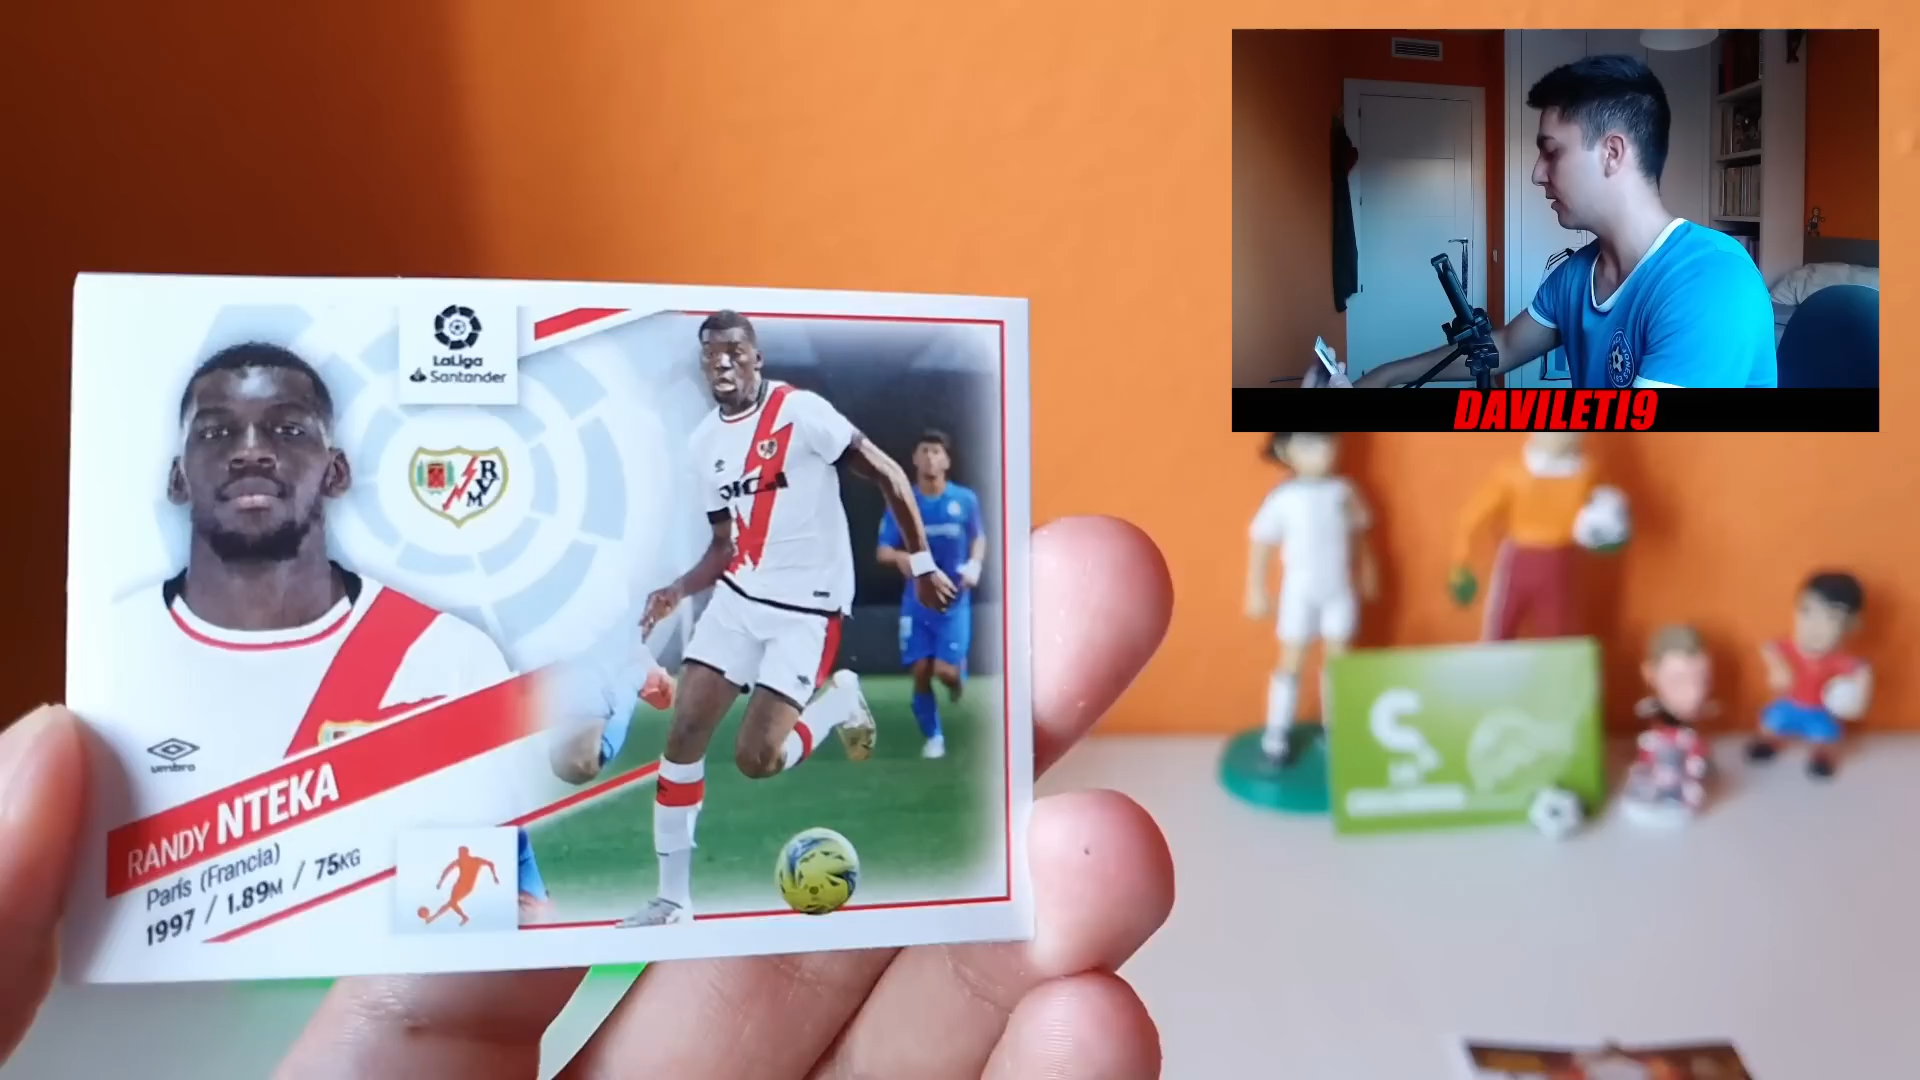 LaLiga
Santander
umbro
RANDY NTEKA
París (Francia)
1997 / 1.89M / 75KG
DAVILETI9